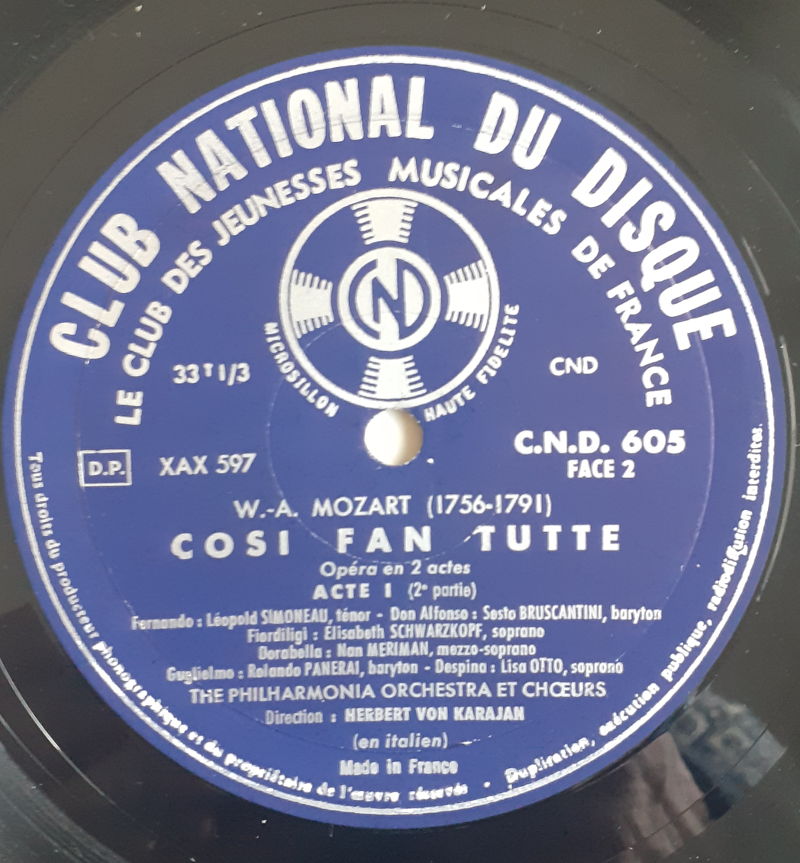 CLUB NATIONAL DU DISQUE
LE CLUB DES JEUNESSES MUSICALES DE FRANCE
N
MICROSILLON HAUTE FIDELITE
33 T 1/3
CND
D.P.
XAX 597
C.N.D. 605
FACE 2
W.-A. MOZART (1756-1791)
COSI FAN TUTTE
Opéra en 2 actes
ACTE I (2e partie)
Fernando : Léopold SIMONEAU, ténor - Don Alfonso : Sesto BRUSCANTINI, baryton
Fiordiligi : Elisabeth SCHWARZKOPF, soprano
Dorabella : Nan MERIMAN, mezzo-soprano
Guglielmo : Rolando PANERAI, baryton - Despina : Lisa OTTO, soprano
THE PHILHARMONIA ORCHESTRA ET CHŒURS
Direction : HERBERT VON KARAJAN
(en italien)
Made in France
Tous droits du producteur phonographique et du propriétaire de l'œuvre réservés - Duplication, exécution publique, radiodiffusion interdites.